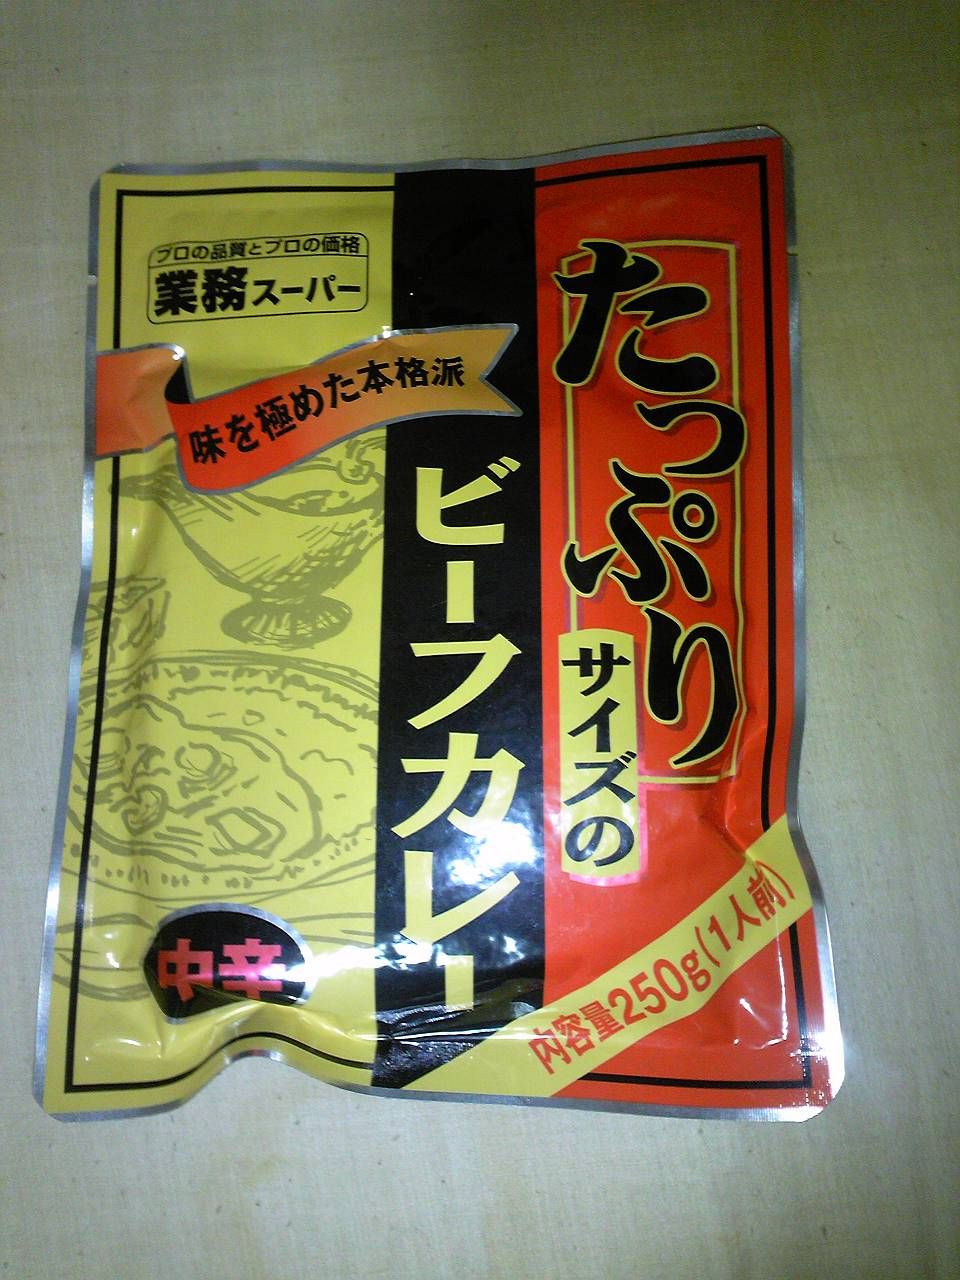 プロの品質とプロの価格
業務スーパー
味を極めた本格派
たっぷり
サイズの
ビーフカレー
中辛
内容量250g(1人前)